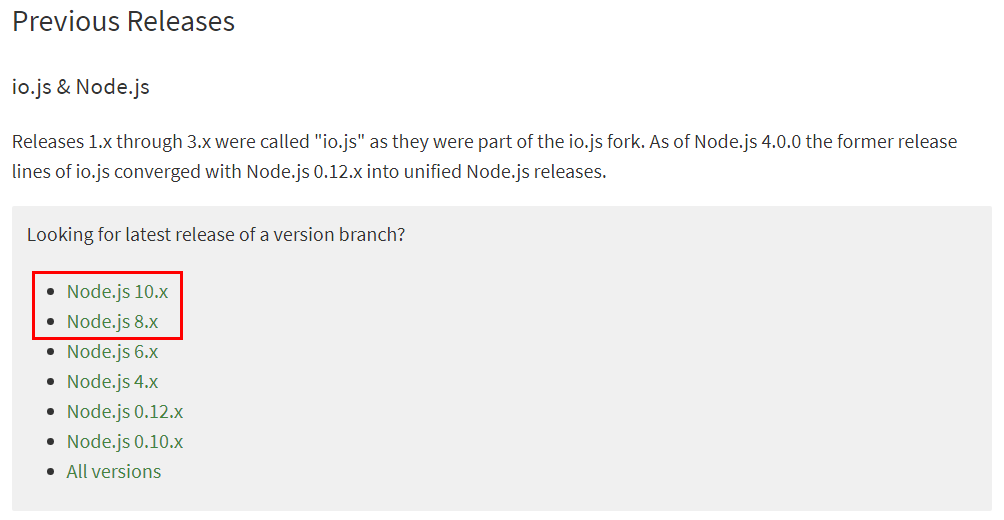 Previous Releases
io.js & Node.js
Releases 1.x through 3.x were called "io.js" as they were part of the io.js fork. As of Node.js 4.0.0 the former release
lines of io.js converged with Node.js 0.12.x into unified Node.js releases.
Looking for latest release of a version branch?
Node.js 10.x
Node.js 8.x
Node.js 6.x
Node.js 4.x
Node.js 0.12.x
Node.js 0.10.x
All versions